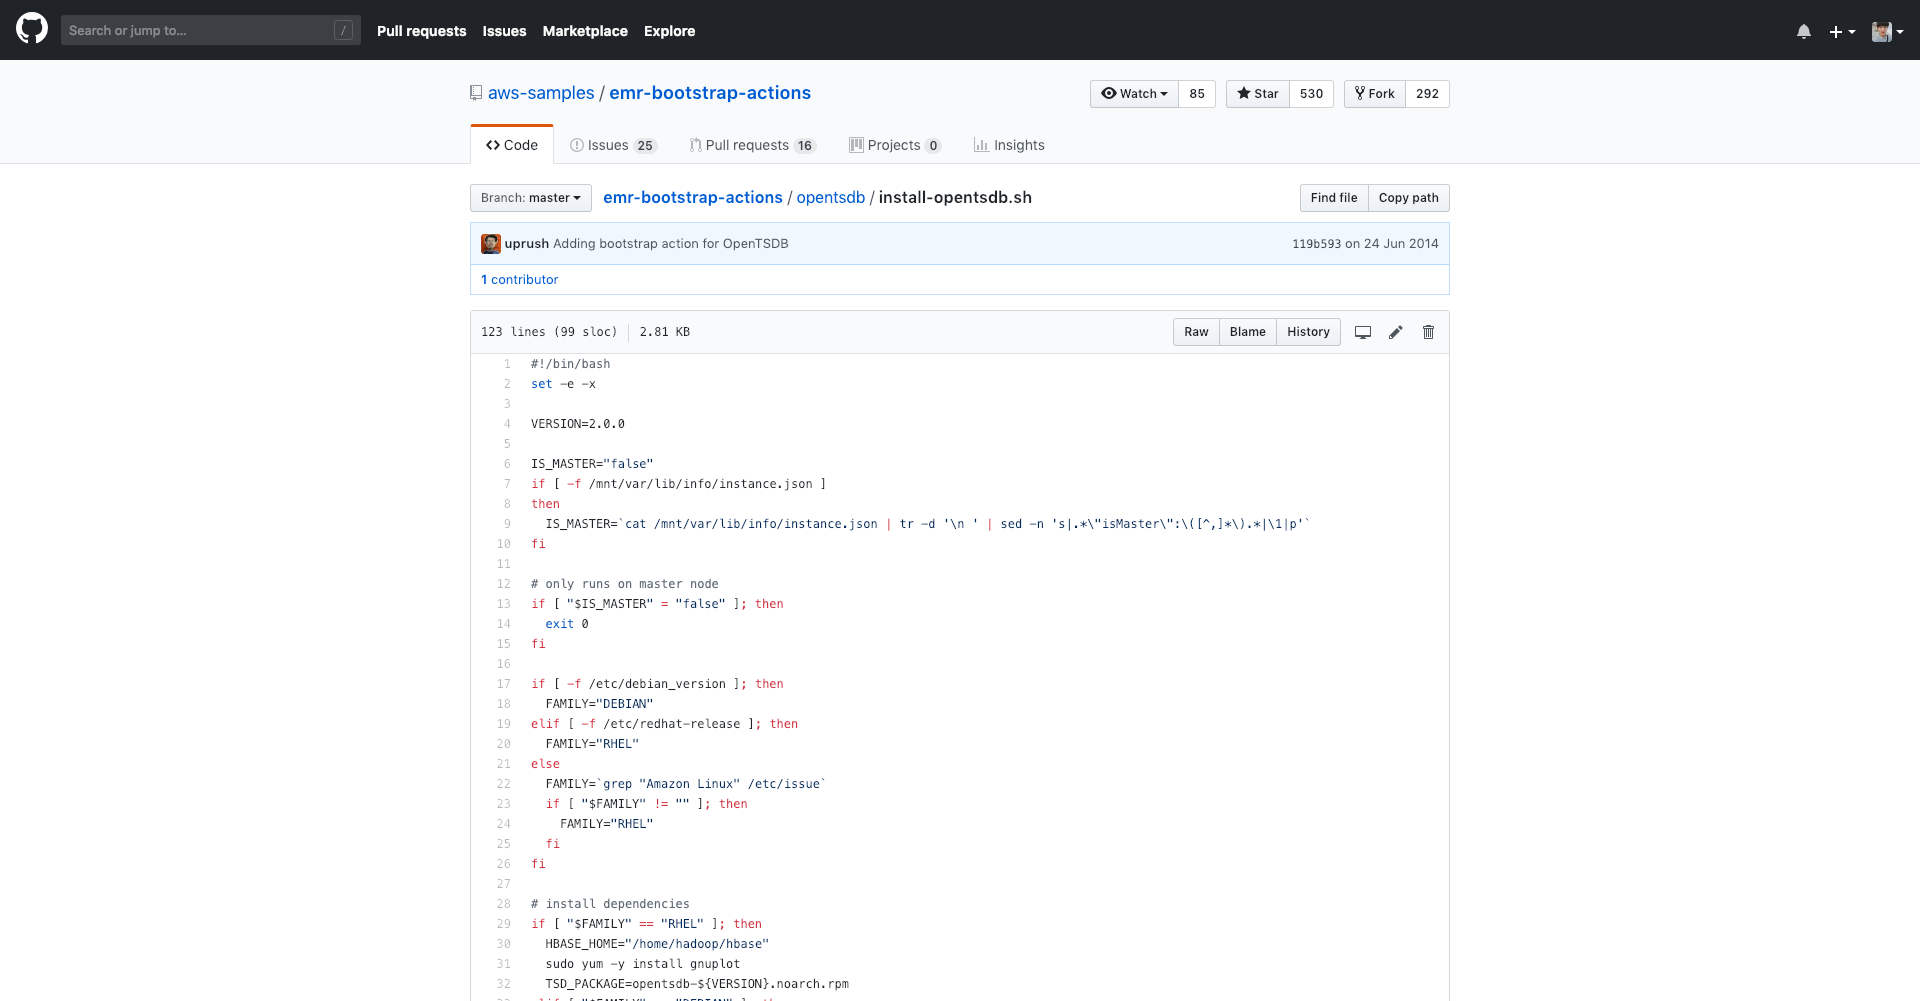 Search or jump to...
/
Pull requests
Issues
Marketplace
Explore
aws-samples / emr-bootstrap-actions
Watch 85
Star 530
Fork 292
Code
Issues 25
Pull requests 16
Projects 0
Insights
Branch: master
emr-bootstrap-actions / opentsdb / install-opentsdb.sh
Find file
Copy path
uprush Adding bootstrap action for OpenTSDB
119b593 on 24 Jun 2014
1 contributor
123 lines (99 sloc)
2.81 KB
Raw
Blame
History
1 #!/bin/bash
2 set -e -x
3
4 VERSION=2.0.0
5
6 IS_MASTER="false"
7 if [ -f /mnt/var/lib/info/instance.json ]
8 then
9   IS_MASTER=`cat /mnt/var/lib/info/instance.json | tr -d '\n ' | sed -n 's|.*\"isMaster\":\([^,]*\).*|\1|p'`
10 fi
11
12 # only runs on master node
13 if [ "$IS_MASTER" = "false" ]; then
14   exit 0
15 fi
16
17 if [ -f /etc/debian_version ]; then
18   FAMILY="DEBIAN"
19 elif [ -f /etc/redhat-release ]; then
20   FAMILY="RHEL"
21 else
22   FAMILY=`grep "Amazon Linux" /etc/issue`
23   if [ "$FAMILY" != "" ]; then
24     FAMILY="RHEL"
25   fi
26 fi
27
28 # install dependencies
29 if [ "$FAMILY" == "RHEL" ]; then
30   HBASE_HOME="/home/hadoop/hbase"
31   sudo yum -y install gnuplot
32   TSD_PACKAGE=opentsdb-${VERSION}.noarch.rpm